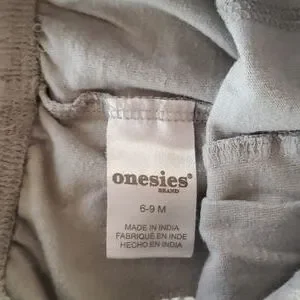 onesies®
BRAND
6-9 M
MADE IN INDIA
FABRIQUÉ EN INDE
HECHO EN INDIA